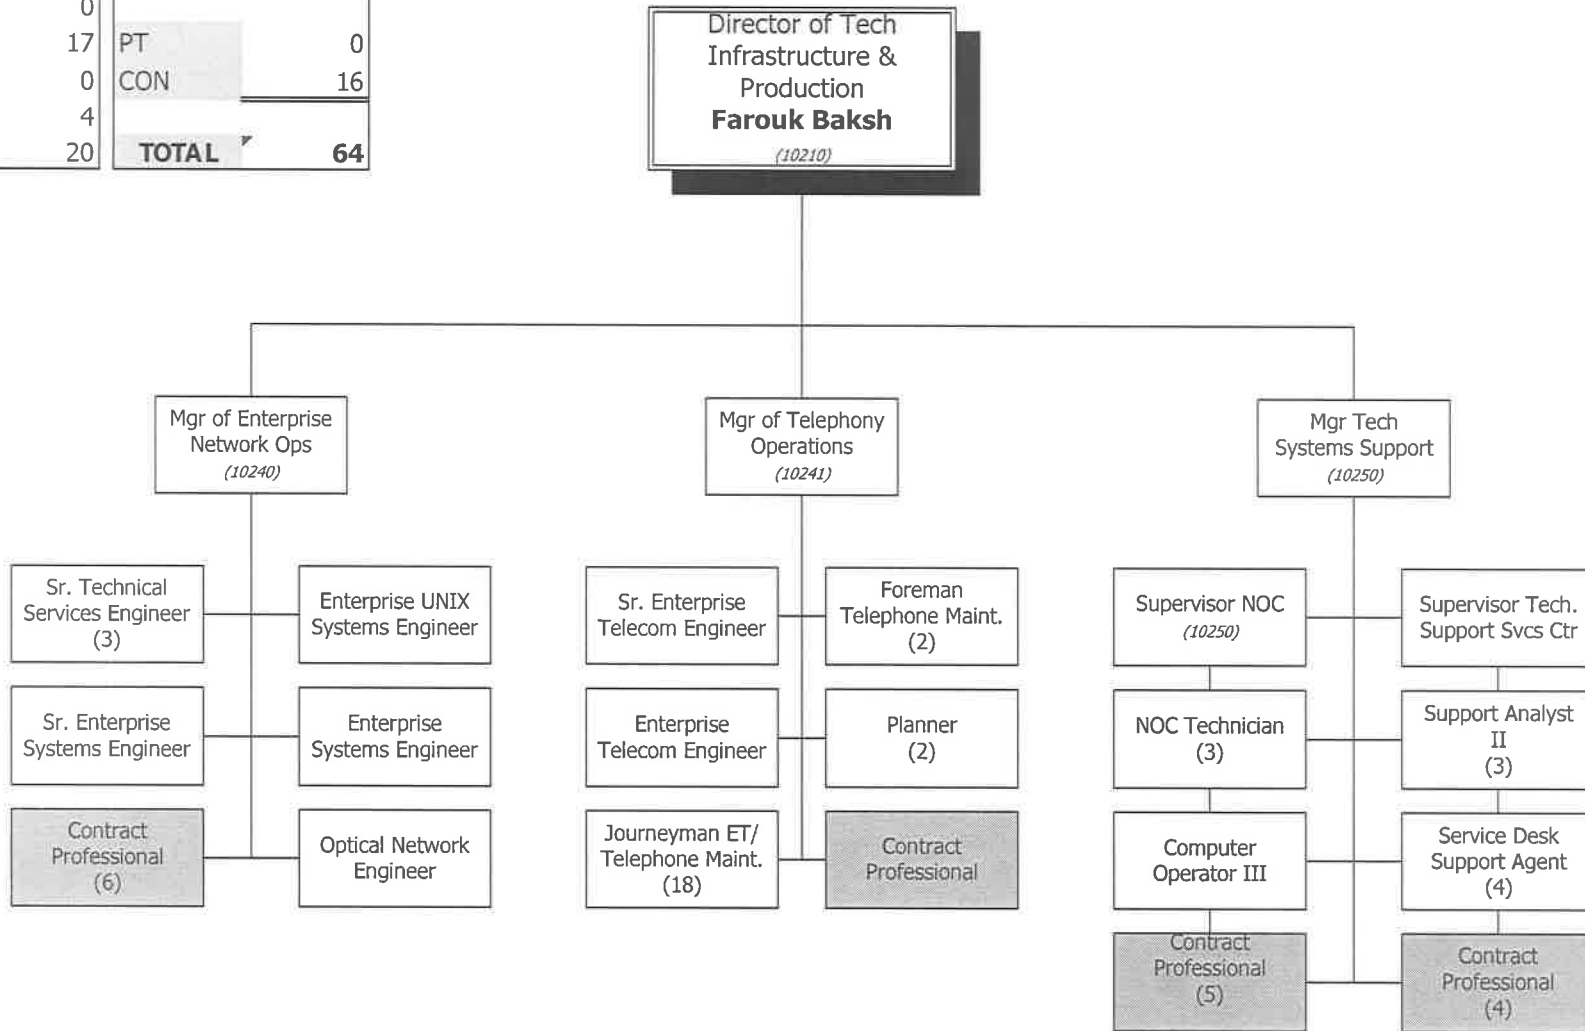 0
17 PT 0
0 CON 16
4
20 TOTAL 64
Director of Tech
Infrastructure &
Production
Farouk Baksh
(10210)
Mgr of Enterprise
Network Ops
(10240)
Mgr of Telephony
Operations
(10241)
Mgr Tech
Systems Support
(10250)
Sr. Technical
Services Engineer
(3)
Enterprise UNIX
Systems Engineer
Sr. Enterprise
Systems Engineer
Enterprise
Systems Engineer
Contract
Professional
(6)
Optical Network
Engineer
Sr. Enterprise
Telecom Engineer
Foreman
Telephone Maint.
(2)
Enterprise
Telecom Engineer
Planner
(2)
Journeyman ET/
Telephone Maint.
(18)
Contract
Professional
Supervisor NOC
(10250)
Supervisor Tech.
Support Svcs Ctr
NOC Technician
(3)
Support Analyst
II
(3)
Computer
Operator III
Service Desk
Support Agent
(4)
Contract
Professional
(5)
Contract
Professional
(4)